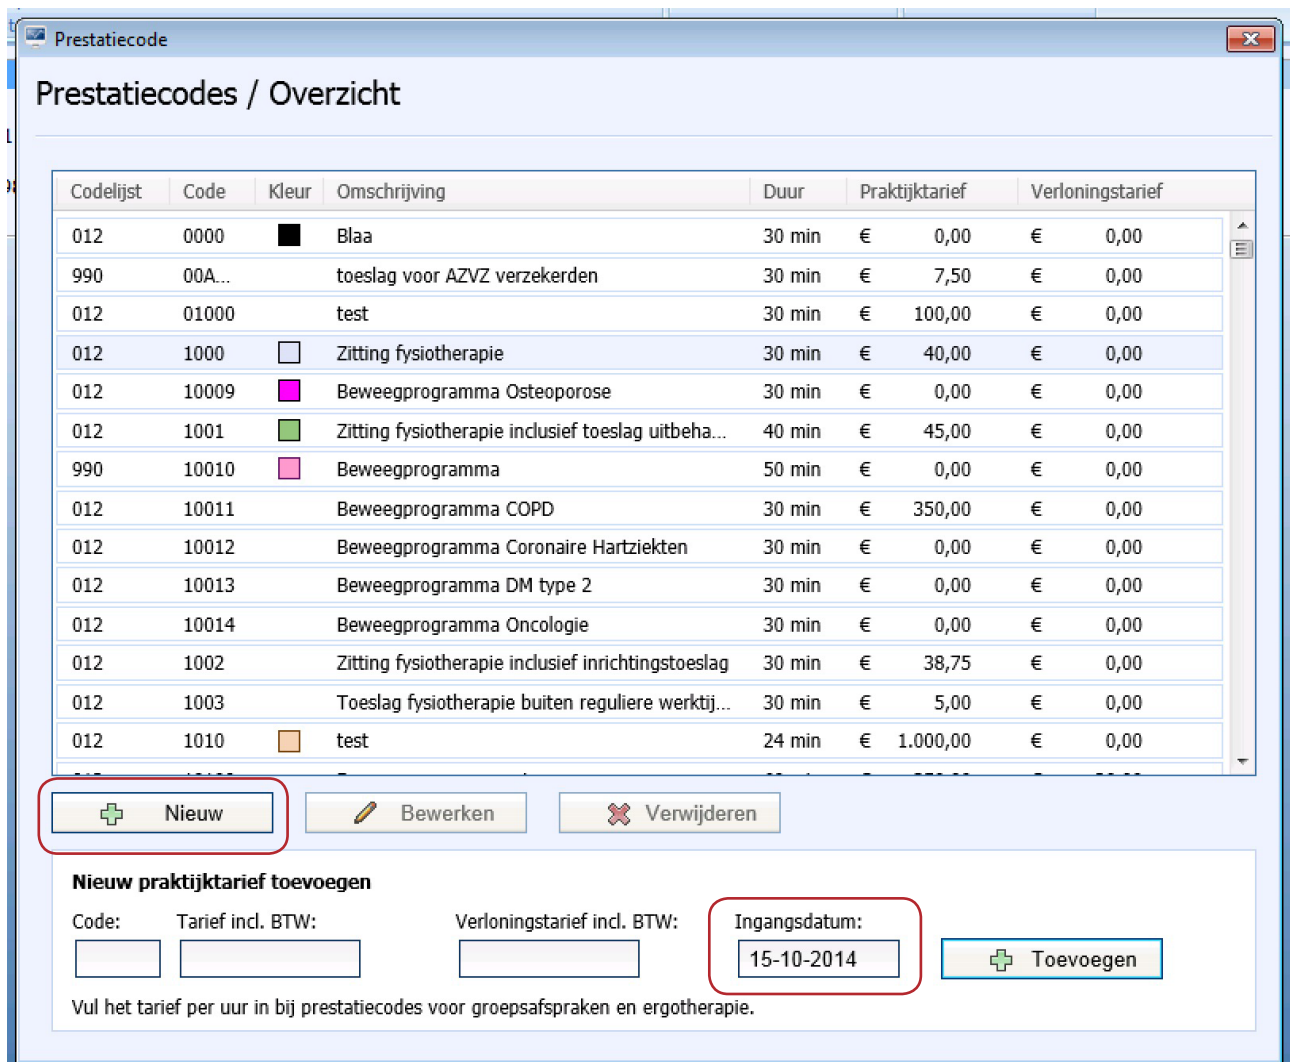 Prestatiecode
Prestatiecodes / Overzicht
Codelijst Code Kleur Omschrijving Duur Praktijktarief Verloningstarief
012 0000 Blaa 30 min € 0,00 € 0,00
990 00A... toeslag voor AZVZ verzekerden 30 min € 7,50 € 0,00
012 01000 test 30 min € 100,00 € 0,00
012 1000 Zitting fysiotherapie 30 min € 40,00 € 0,00
012 10009 Beweegprogramma Osteoporose 30 min € 0,00 € 0,00
012 1001 Zitting fysiotherapie inclusief toeslag uitbeha... 40 min € 45,00 € 0,00
990 10010 Beweegprogramma 50 min € 0,00 € 0,00
012 10011 Beweegprogramma COPD 30 min € 350,00 € 0,00
012 10012 Beweegprogramma Coronaire Hartziekten 30 min € 0,00 € 0,00
012 10013 Beweegprogramma DM type 2 30 min € 0,00 € 0,00
012 10014 Beweegprogramma Oncologie 30 min € 0,00 € 0,00
012 1002 Zitting fysiotherapie inclusief inrichtingstoeslag 30 min € 38,75 € 0,00
012 1003 Toeslag fysiotherapie buiten reguliere werktij... 30 min € 5,00 € 0,00
012 1010 test 24 min € 1.000,00 € 0,00
Nieuw Bewerken Verwijderen
Nieuw praktijktarief toevoegen
Code: Tarief incl. BTW: Verloningstarief incl. BTW: Ingangsdatum:
15-10-2014 Toevoegen
Vul het tarief per uur in bij prestatiecodes voor groepsafspraken en ergotherapie.